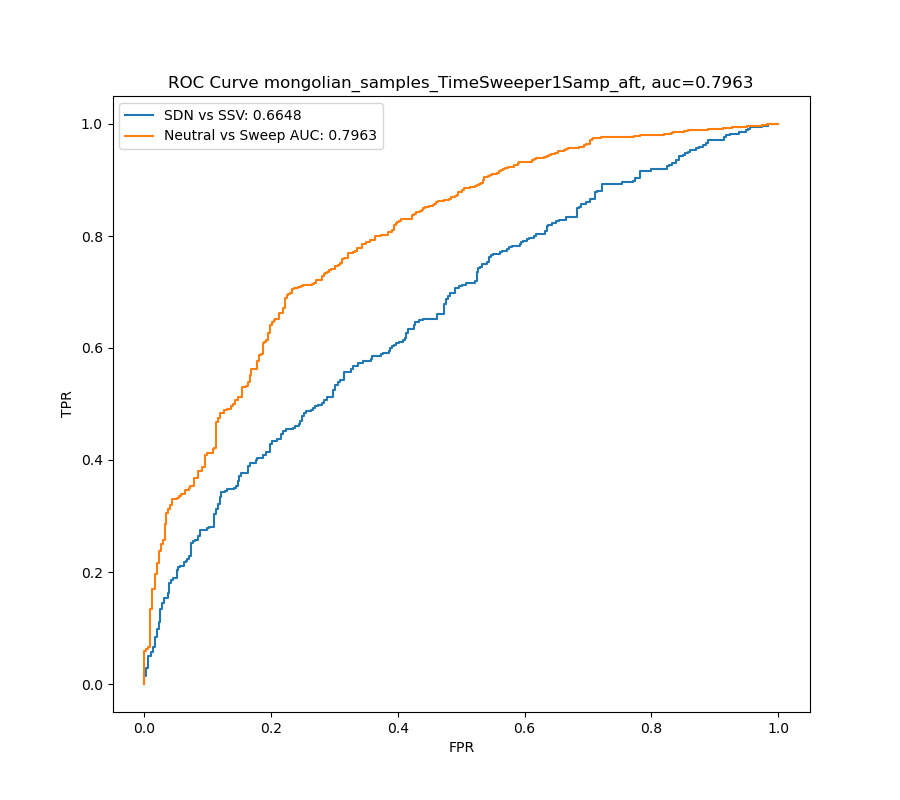 ROC Curve mongolian_samples_TimeSweeper1Samp_aft, auc=0.7963
SDN vs SSV: 0.6648
Neutral vs Sweep AUC: 0.7963
1.0
0.8
0.6
0.4
0.2
0.0
TPR
0.0 0.2 0.4 0.6 0.8 1.0
FPR